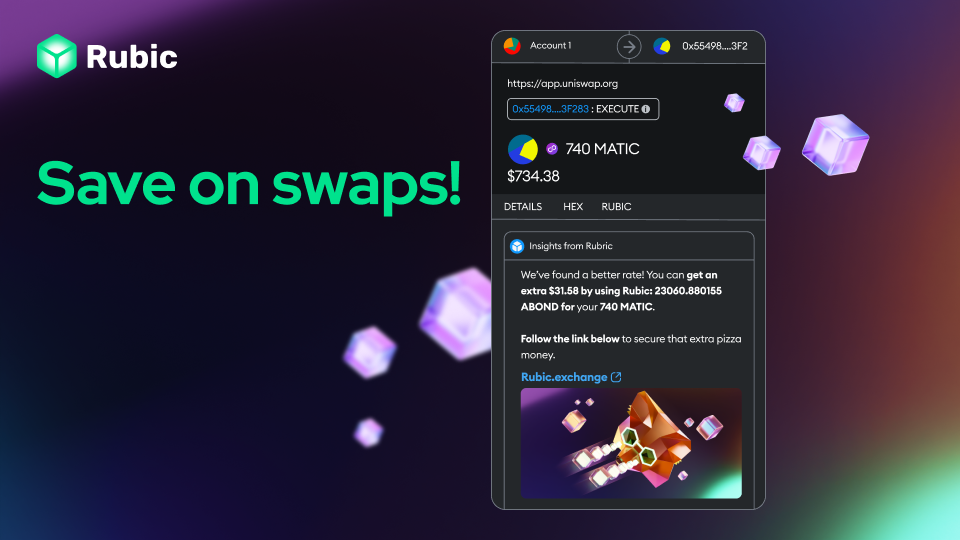 Rubic
Save on swaps!
Account 1
0x55498....3F2
https://app.uniswap.org
0x55498....3F283 : EXECUTE
740 MATIC
$734.38
DETAILS HEX RUBIC
Insights from Rubric
We've found a better rate! You can get an
extra $31.58 by using Rubic: 23060.880155
ABOND for your 740 MATIC.
Follow the link below to secure that extra pizza
money.
Rubic.exchange